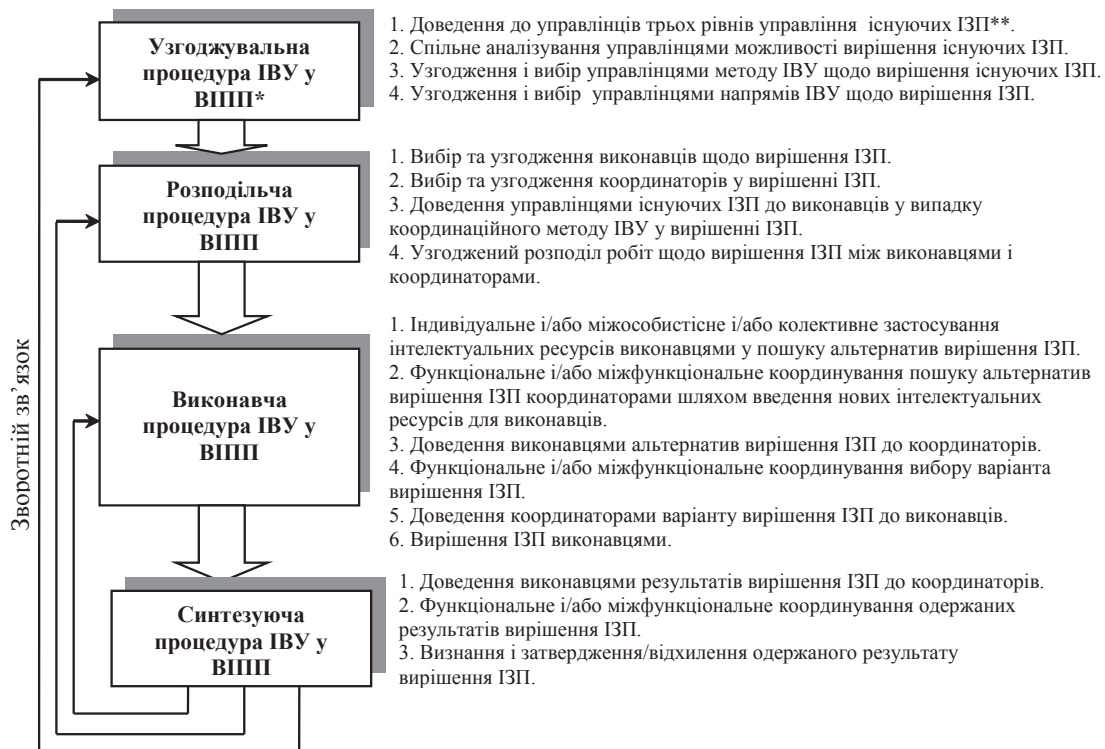 Узгоджувальна
процедура ІВУ у
ВІПП*
1. Доведення до управлінців трьох рівнів управління існуючих ІЗП**.
2. Спільне аналізування управлінцями можливості вирішення існуючих ІЗП.
3. Узгодження і вибір управлінцями методу ІВУ щодо вирішення існуючих ІЗП.
4. Узгодження і вибір управлінцями напрямів ІВУ щодо вирішення ІЗП.
Розподільча
процедура ІВУ у
ВІПП
1. Вибір та узгодження виконавців щодо вирішення ІЗП.
2. Вибір та узгодження координаторів у вирішенні ІЗП.
3. Доведення управлінцями існуючих ІЗП до виконавців у випадку
координаційного методу ІВУ у вирішенні ІЗП.
4. Узгоджений розподіл робіт щодо вирішення ІЗП між виконавцями і
координаторами.
Виконавча
процедура ІВУ у
ВІПП
1. Індивідуальне і/або міжособистісне і/або колективне застосування
інтелектуальних ресурсів виконавцями у пошуку альтернатив вирішення ІЗП.
2. Функціональне і/або міжфункціональне координування пошуку альтернатив
вирішення ІЗП координаторами шляхом введення нових інтелектуальних
ресурсів для виконавців.
3. Доведення виконавцями альтернатив вирішення ІЗП до координаторів.
4. Функціональне і/або міжфункціональне координування вибору варіанта
вирішення ІЗП.
5. Доведення координаторами варіанту вирішення ІЗП до виконавців.
6. Вирішення ІЗП виконавцями.
Синтезуюча
процедура ІВУ у
ВІПП
1. Доведення виконавцями результатів вирішення ІЗП до координаторів.
2. Функціональне і/або міжфункціональне координування одержаних
результатів вирішення ІЗП.
3. Визнання і затвердження/відхилення одержаного результату
вирішення ІЗП.
Зворотній зв’язок